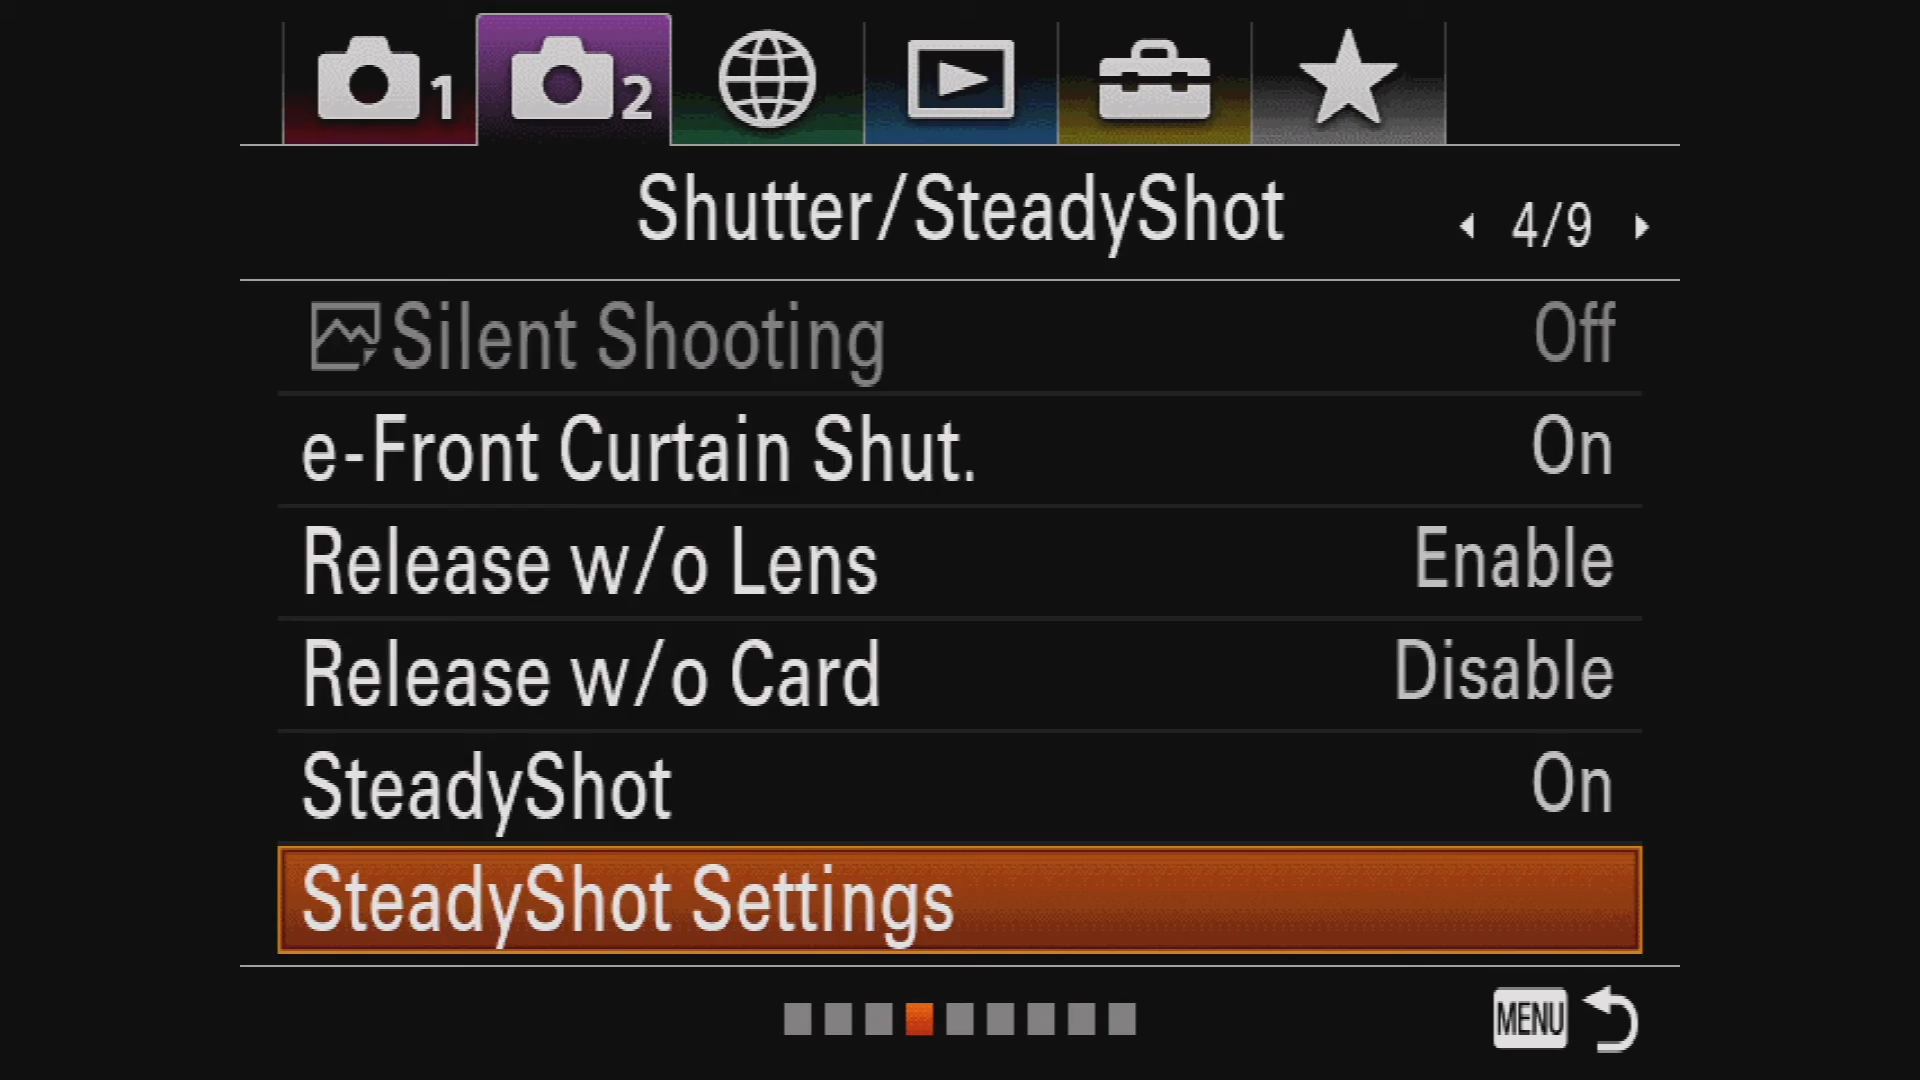 1 2
Shutter/SteadyShot 4/9
Silent Shooting Off
e-Front Curtain Shut. On
Release w/o Lens Enable
Release w/o Card Disable
SteadyShot On
SteadyShot Settings
MENU